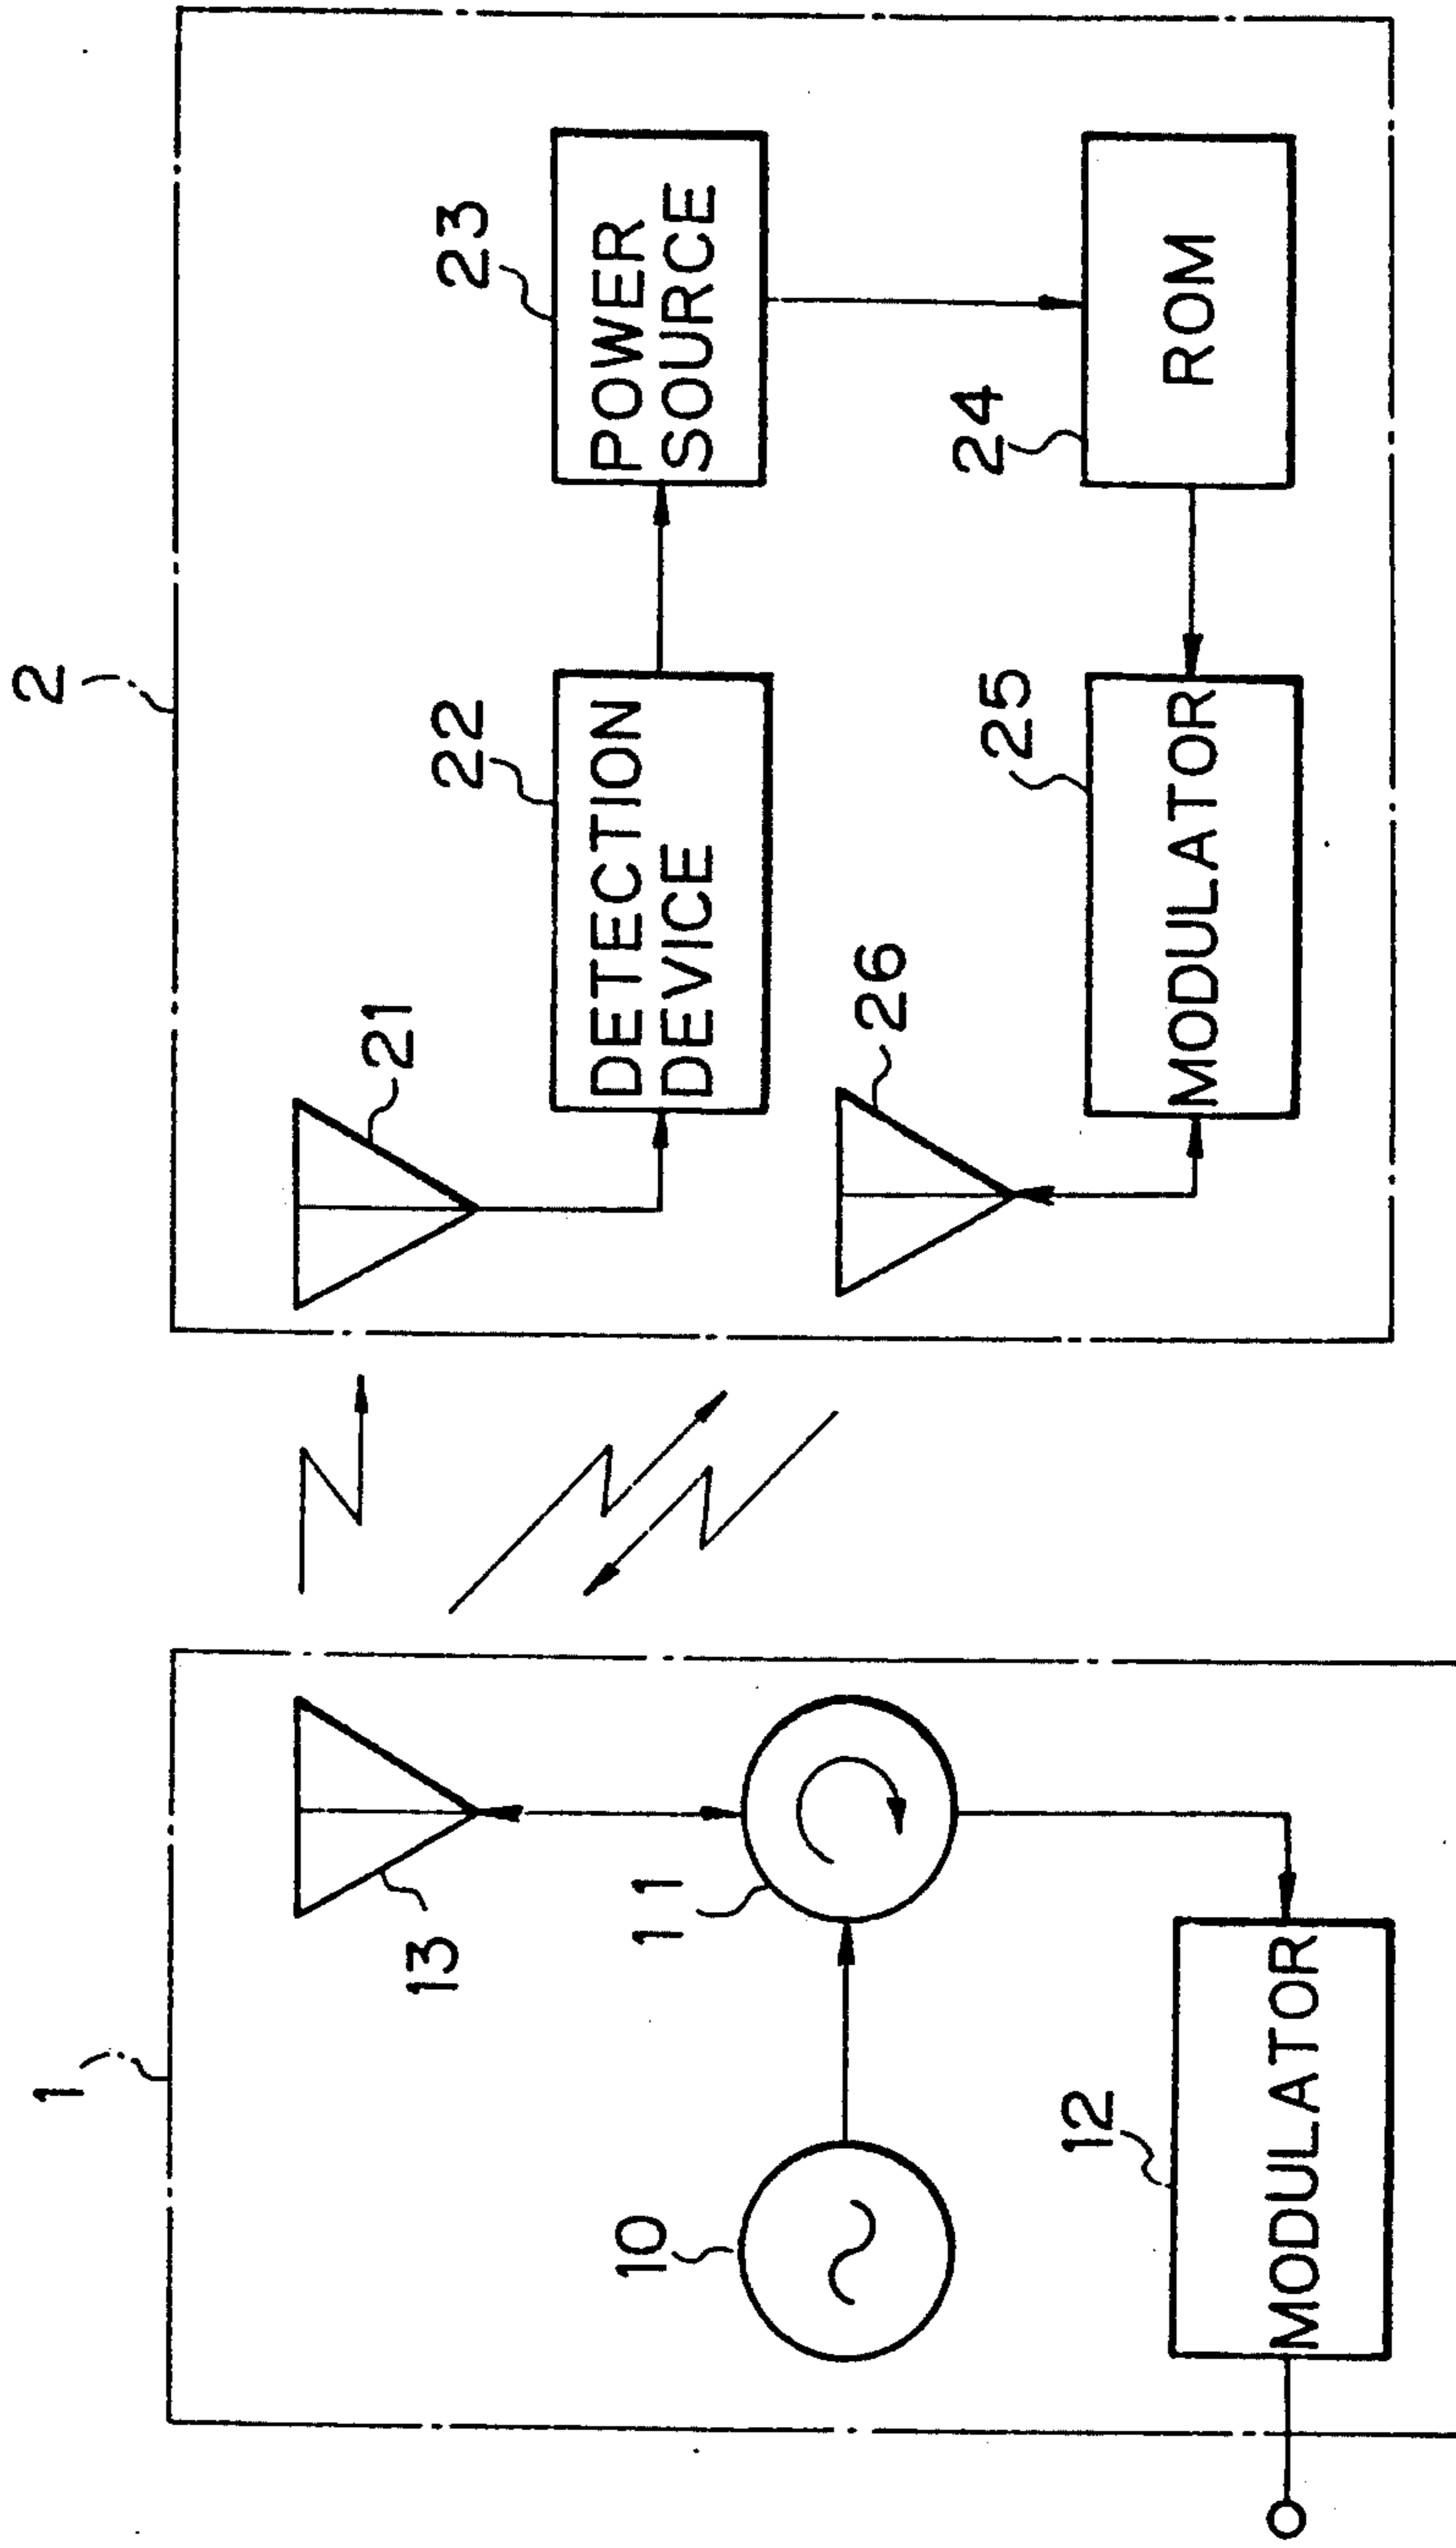 1
2
13
21
22
DETECTION
DEVICE
23
POWER
SOURCE
10
11
26
12
MODULATOR
25
MODULATOR
24
ROM